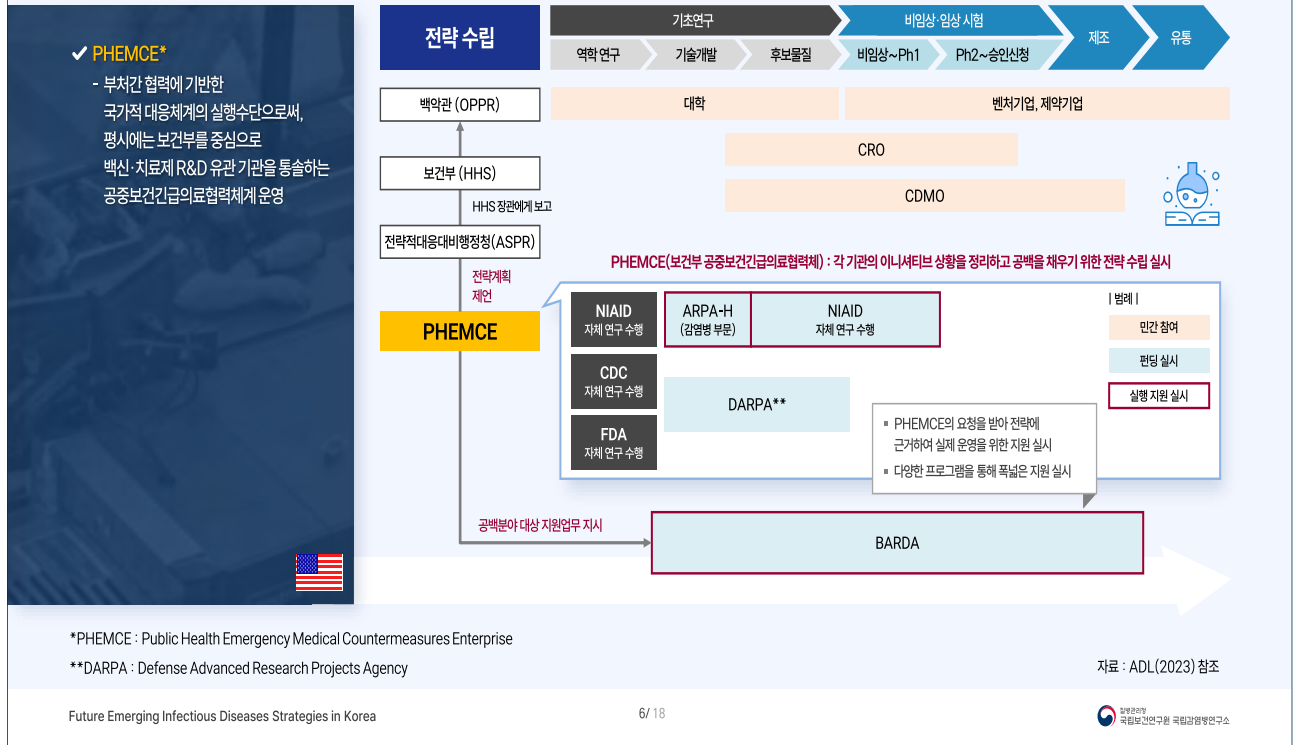 PHEMCE*
- 부처간 협력에 기반한
국가적 대응체계의 실행수단으로써,
평시에는 보건부를 중심으로
백신·치료제 R&D 유관 기관을 통솔하는
공중보건긴급의료협력체계 운영
전략 수립
기초연구
비임상·임상 시험
제조
유통
역학 연구
기술개발
후보물질
비임상~Ph1
Ph2~승인신청
백악관 (OPPR)
대학
벤처기업, 제약기업
CRO
보건부 (HHS)
CDMO
HHS 장관에게 보고
전략적대응대비행정청(ASPR)
PHEMCE(보건부 공중보건긴급의료협력체) : 각 기관의 이니셔티브 상황을 정리하고 공백을 채우기 위한 전략 수립 실시
전략계획
제언
PHEMCE
NIAID
자체 연구 수행
ARPA-H
(감염병 부문)
NIAID
자체 연구 수행
| 범례 |
민간 참여
펀딩 실시
실행 지원 실시
CDC
자체 연구 수행
DARPA**
FDA
자체 연구 수행
▪ PHEMCE의 요청을 받아 전략에
근거하여 실제 운영을 위한 지원 실시
▪ 다양한 프로그램을 통해 폭넓은 지원 실시
공백분야 대상 지원업무 지시
BARDA
*PHEMCE : Public Health Emergency Medical Countermeasures Enterprise
**DARPA : Defense Advanced Research Projects Agency
자료 : ADL(2023) 참조
Future Emerging Infectious Diseases Strategies in Korea
6/ 18
질병관리청
국립보건연구원 국립감염병연구소